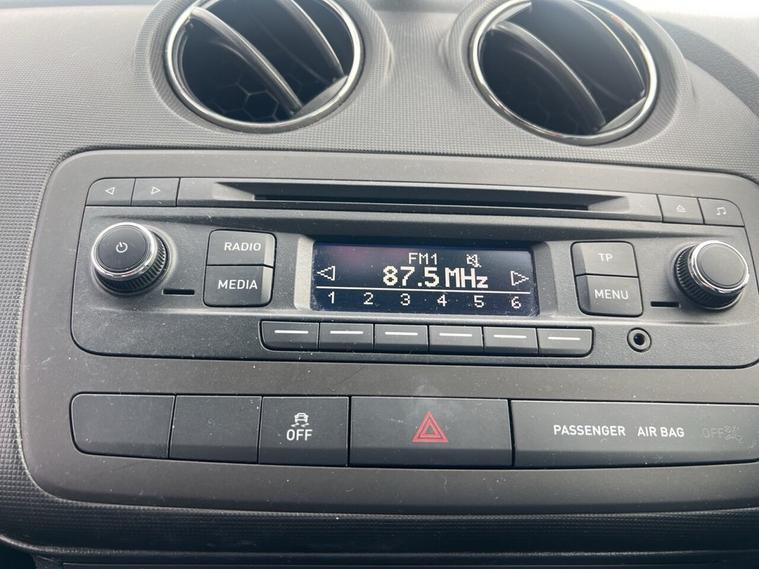 RADIO
MEDIA
FM1
87.5 MHz
1 2 3 4 5 6
TP
MENU
OFF
PASSENGER AIR BAG OFF